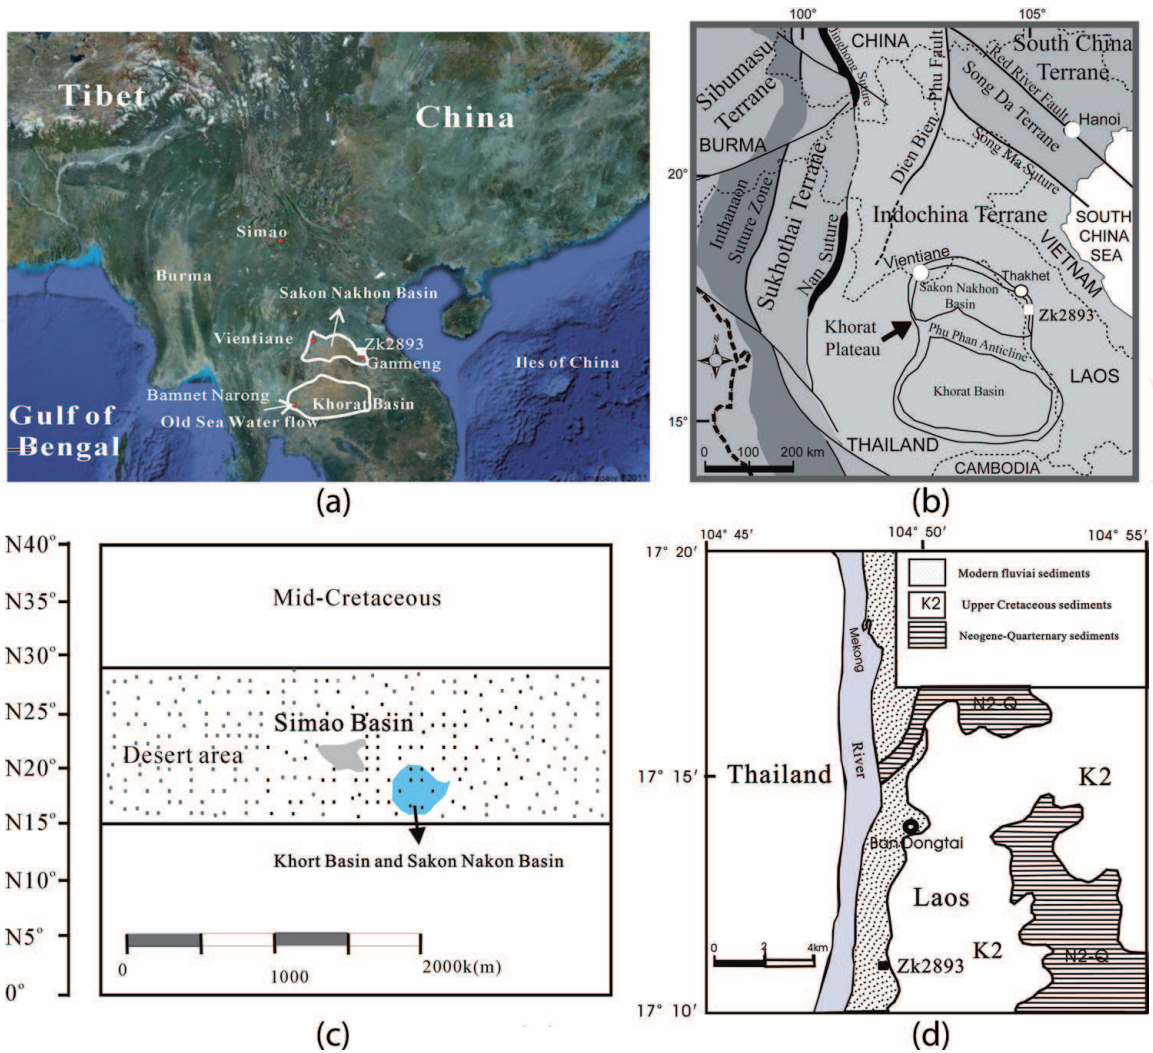 Tibet
China
Simao
Burma
Sakon Nakhon Basin
Vientiane
Zk2893
Ganmeng
Iles of China
Bamnet Narong
Khorat Basin
Old Sea Water flow
Gulf of
Bengal
(a)
100°
105°
20°
15°
Sibumasu
Terrane
Jinghong Suture
CHINA
Dien Bien Phu Fault
South China
Terrane
Red River Fault
Song Da Terrane
Hanoi
Song Ma Suture
BURMA
Inthanaon
Suture Zone
Sukhothai Terrane
Nan Suture
Indochina Terrane
SOUTH
CHINA
SEA
VIETNAM
Vientiane
Thakhet
Sakon Nakhon
Basin
Zk2893
Khorat
Plateau
Phu Phan Anticline
LAOS
Khorat Basin
N
THAILAND
CAMBODIA
0 100 200 km
(b)
N40°
N35°
N30°
N25°
N20°
N15°
N10°
N5°
0°
Mid-Cretaceous
Simao Basin
Desert area
Khort Basin and Sakon Nakon Basin
0 1000 2000k(m)
(c)
104° 45′ 104° 50′ 104° 55′
17° 20′
17° 15′
17° 10′
Modern fluviai sediments
K2 Upper Cretaceous sediments
Neogene-Quarternary sediments
Mekong
River
N2-Q
Thailand
K2
Ban Dongtai
Laos
K2
N2-Q
0 2 4km
Zk2893
(d)